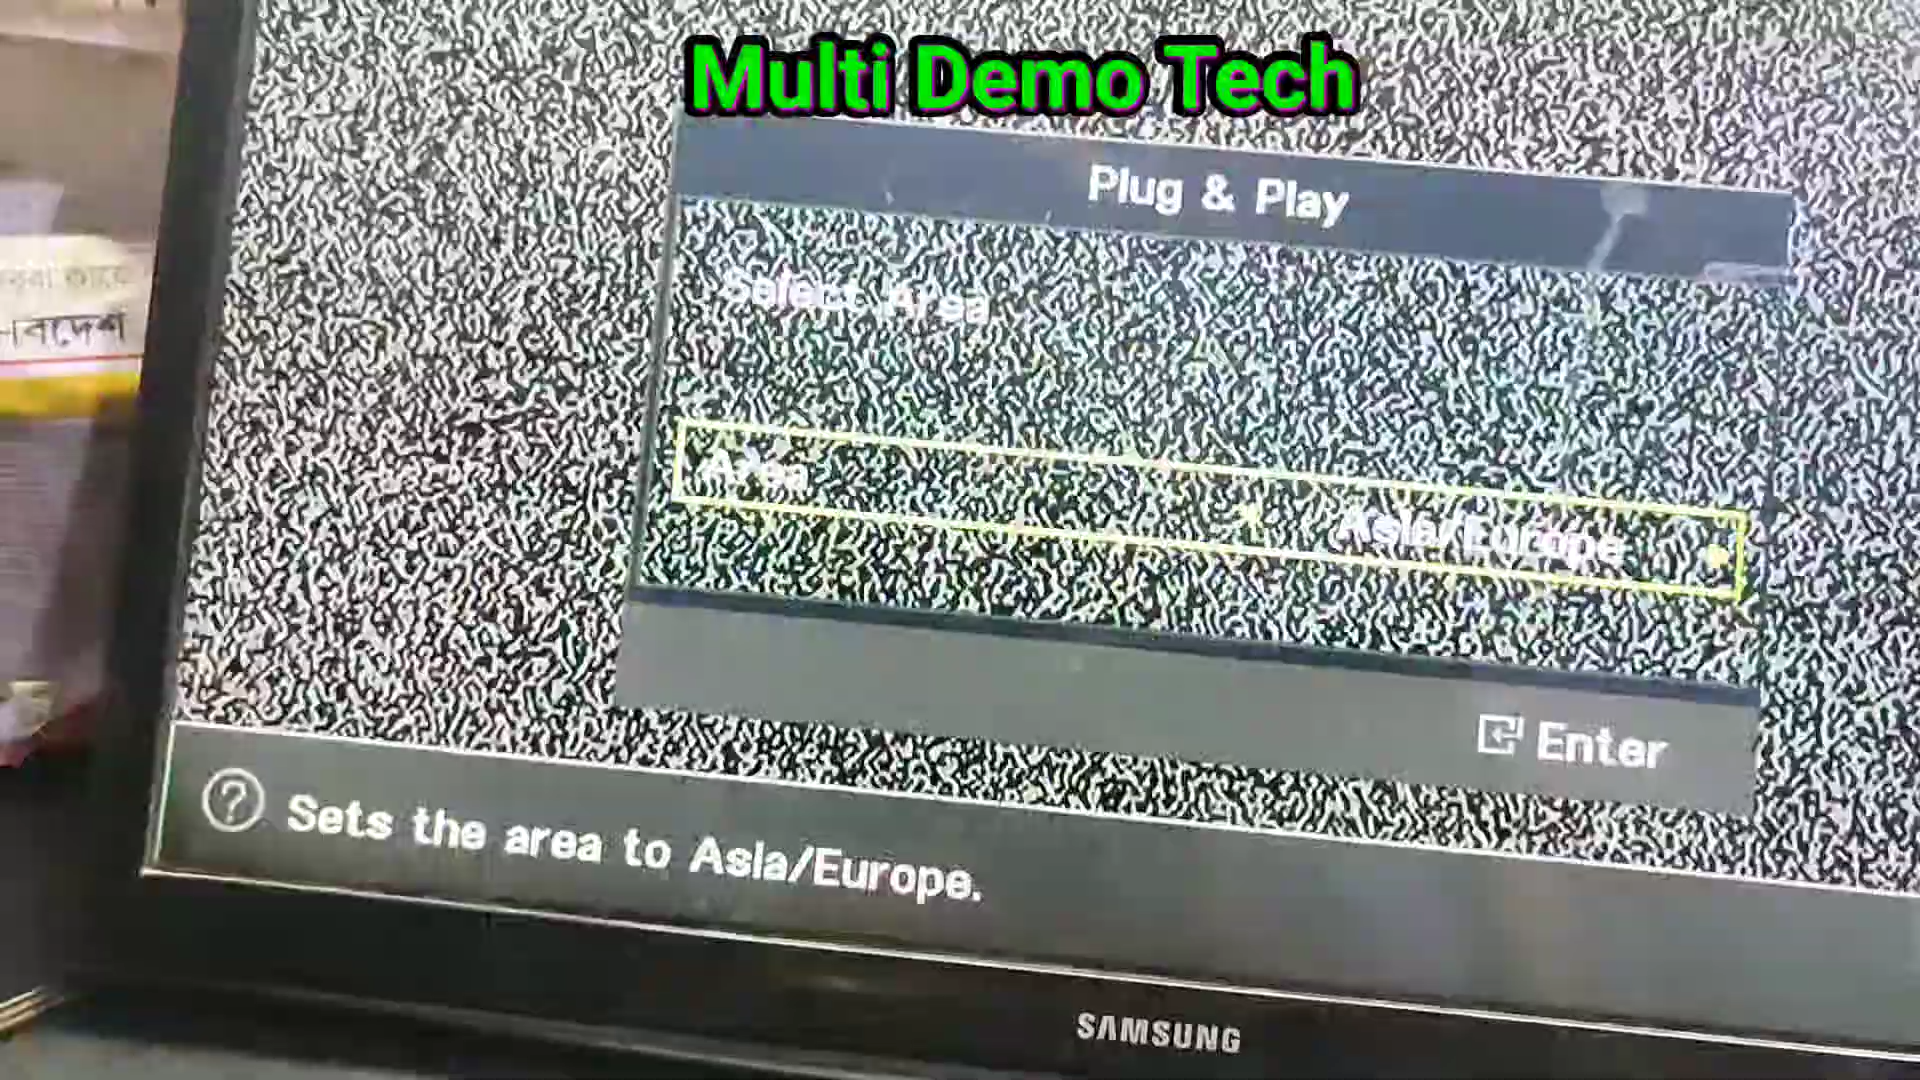 Multi Demo Tech
Plug & Play
Select Area
Area
Asia/Europe
Enter
Sets the area to Asia/Europe.
SAMSUNG